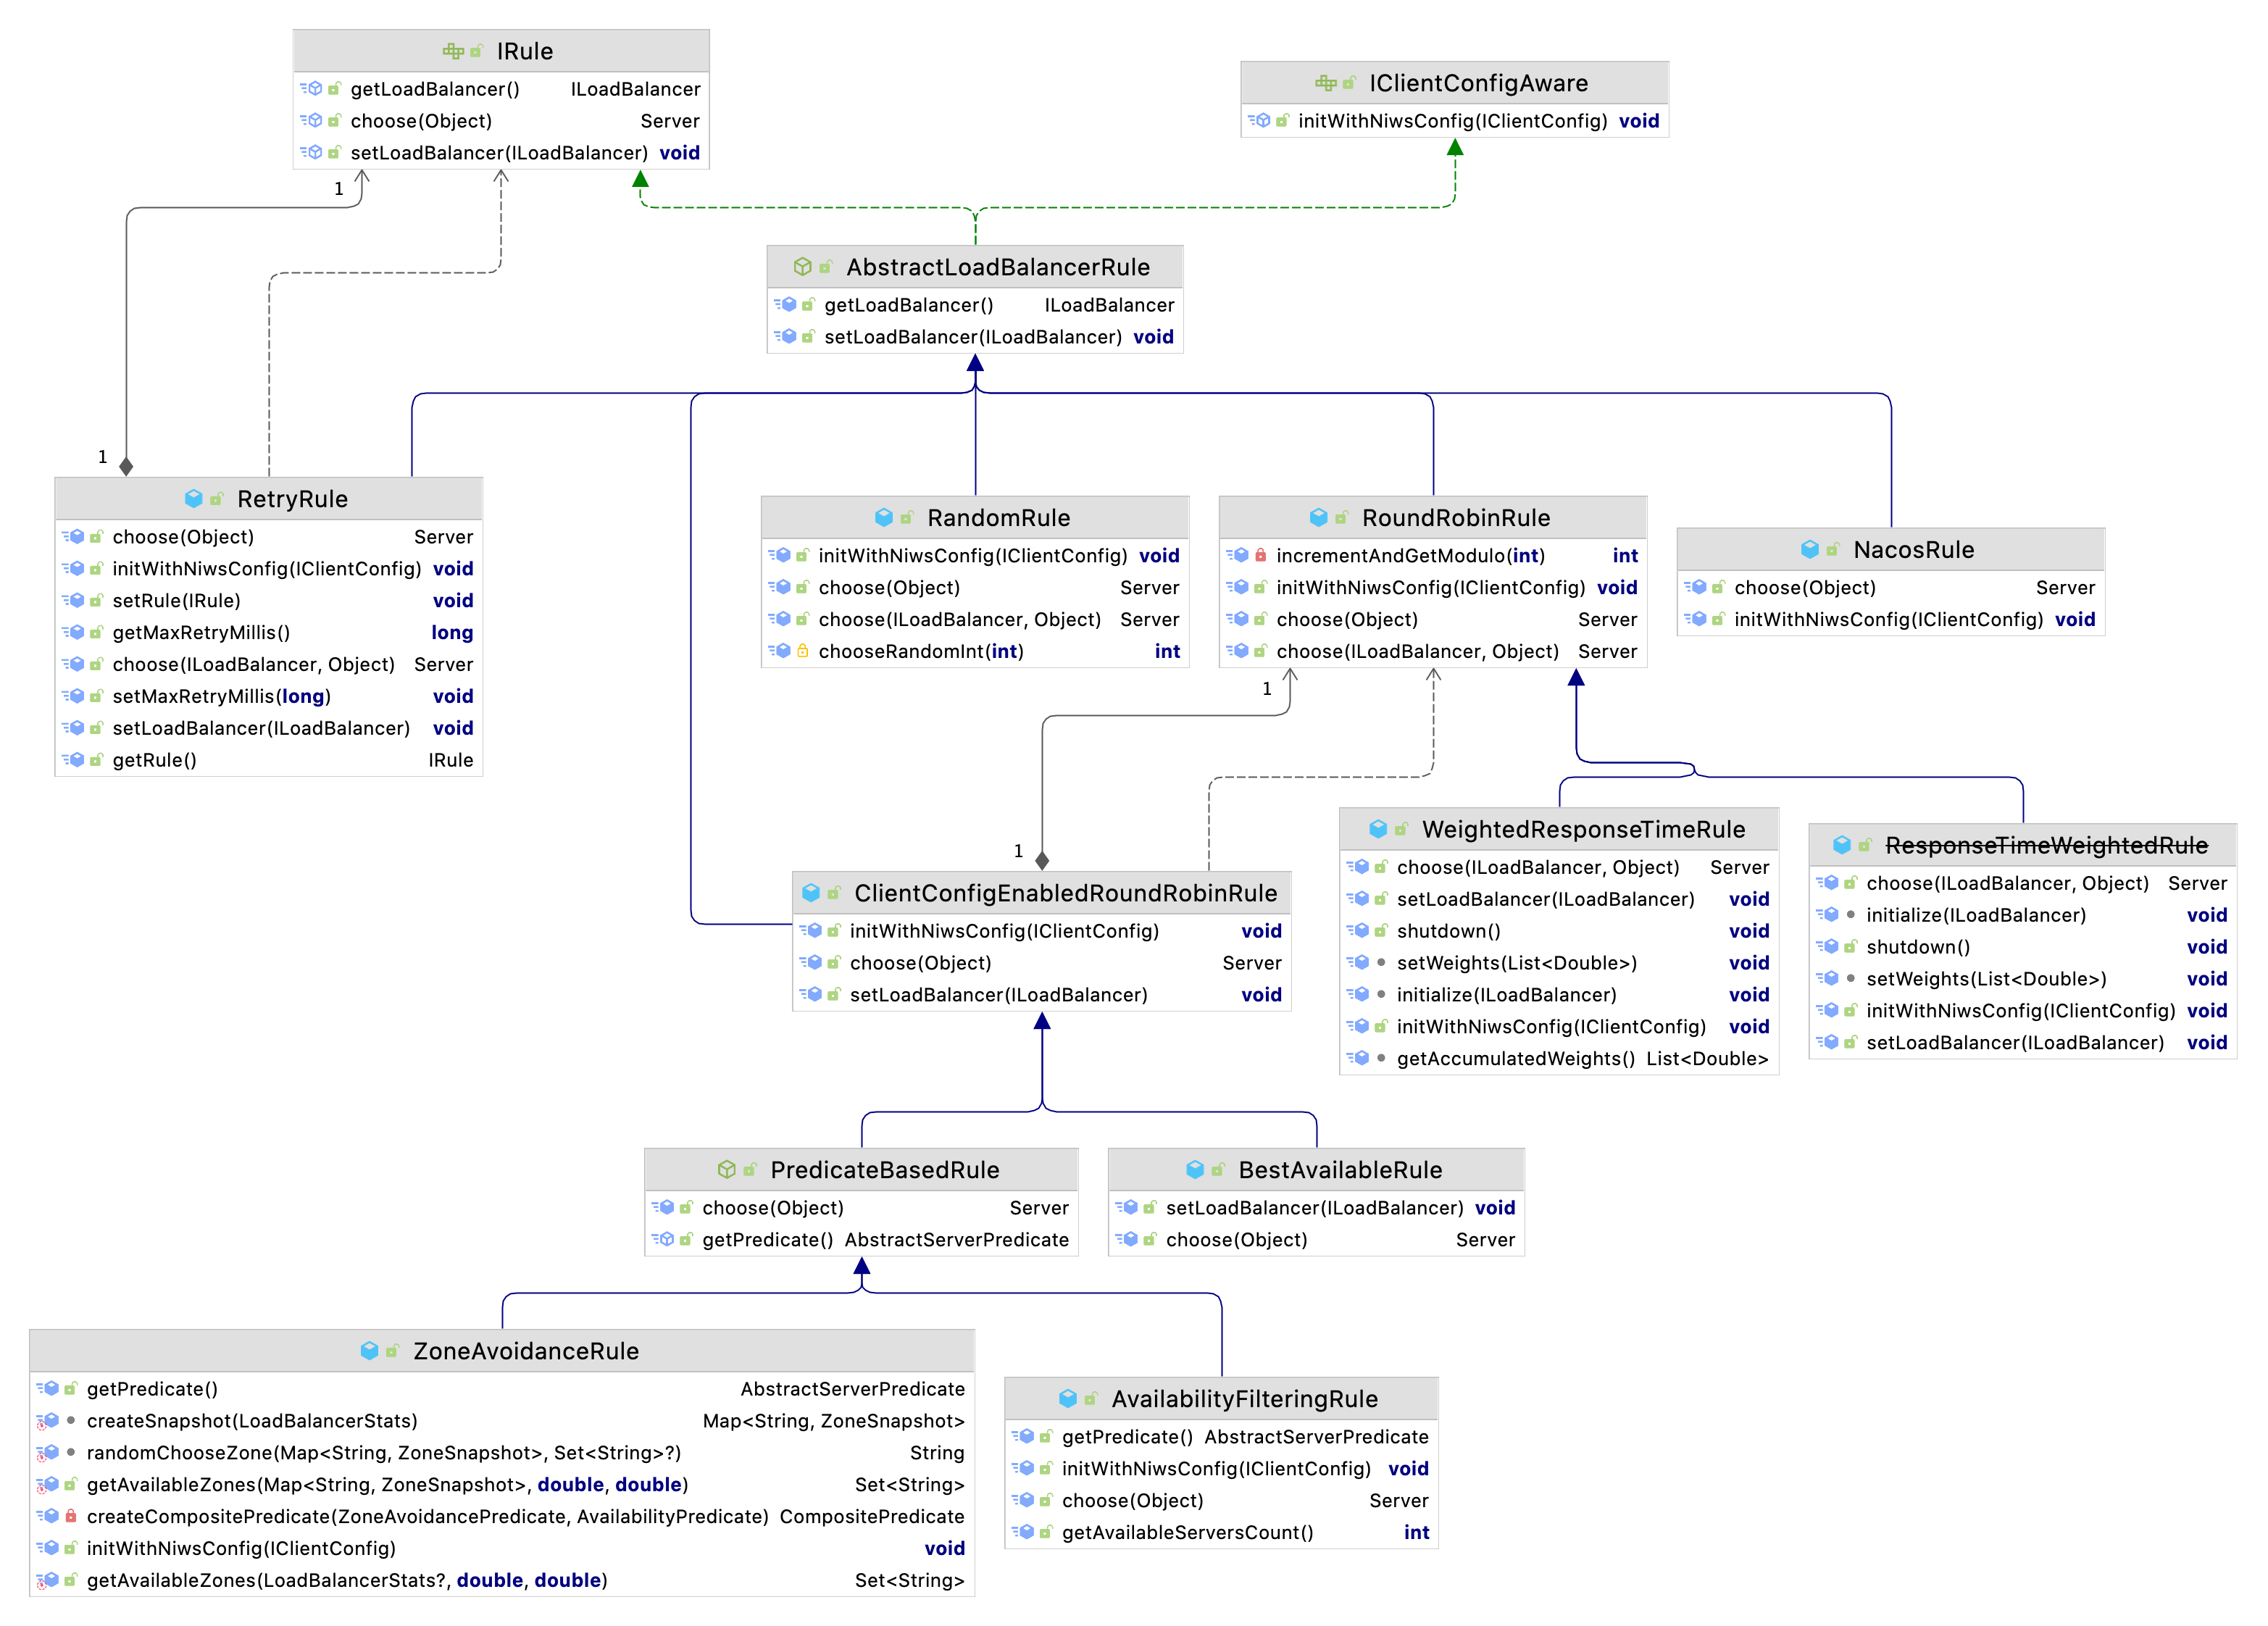 IRule
getLoadBalancer() ILoadBalancer
choose(Object) Server
setLoadBalancer(ILoadBalancer) void
IClientConfigAware
initWithNiwsConfig(IClientConfig) void
1
AbstractLoadBalancerRule
getLoadBalancer() ILoadBalancer
setLoadBalancer(ILoadBalancer) void
1
RetryRule
choose(Object) Server
initWithNiwsConfig(IClientConfig) void
setRule(IRule) void
getMaxRetryMillis() long
choose(ILoadBalancer, Object) Server
setMaxRetryMillis(long) void
setLoadBalancer(ILoadBalancer) void
getRule() IRule
RandomRule
initWithNiwsConfig(IClientConfig) void
choose(Object) Server
choose(ILoadBalancer, Object) Server
chooseRandomInt(int) int
RoundRobinRule
incrementAndGetModulo(int) int
initWithNiwsConfig(IClientConfig) void
choose(Object) Server
choose(ILoadBalancer, Object) Server
NacosRule
choose(Object) Server
initWithNiwsConfig(IClientConfig) void
1
1
ClientConfigEnabledRoundRobinRule
initWithNiwsConfig(IClientConfig) void
choose(Object) Server
setLoadBalancer(ILoadBalancer) void
WeightedResponseTimeRule
choose(ILoadBalancer, Object) Server
setLoadBalancer(ILoadBalancer) void
shutdown() void
setWeights(List<Double>) void
initialize(ILoadBalancer) void
initWithNiwsConfig(IClientConfig) void
getAccumulatedWeights() List<Double>
ResponseTimeWeightedRule
choose(ILoadBalancer, Object) Server
initialize(ILoadBalancer) void
shutdown() void
setWeights(List<Double>) void
initWithNiwsConfig(IClientConfig) void
setLoadBalancer(ILoadBalancer) void
PredicateBasedRule
choose(Object) Server
getPredicate() AbstractServerPredicate
BestAvailableRule
setLoadBalancer(ILoadBalancer) void
choose(Object) Server
ZoneAvoidanceRule
getPredicate() AbstractServerPredicate
createSnapshot(LoadBalancerStats) Map<String, ZoneSnapshot>
randomChooseZone(Map<String, ZoneSnapshot>, Set<String>?) String
getAvailableZones(Map<String, ZoneSnapshot>, double, double) Set<String>
createCompositePredicate(ZoneAvoidancePredicate, AvailabilityPredicate) CompositePredicate
initWithNiwsConfig(IClientConfig) void
getAvailableZones(LoadBalancerStats?, double, double) Set<String>
AvailabilityFilteringRule
getPredicate() AbstractServerPredicate
initWithNiwsConfig(IClientConfig) void
choose(Object) Server
getAvailableServersCount() int